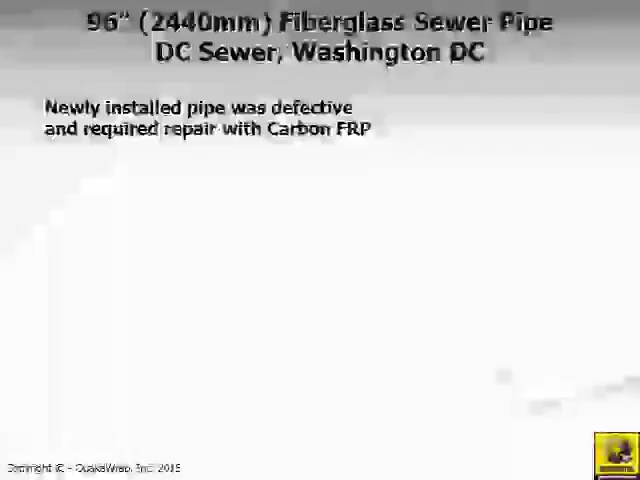 96" (2440mm) Fiberglass Sewer Pipe
DC Sewer, Washington DC
Newly installed pipe was defective
and required repair with Carbon FRP
Copyright © - QuakeWrap, Inc. 2015